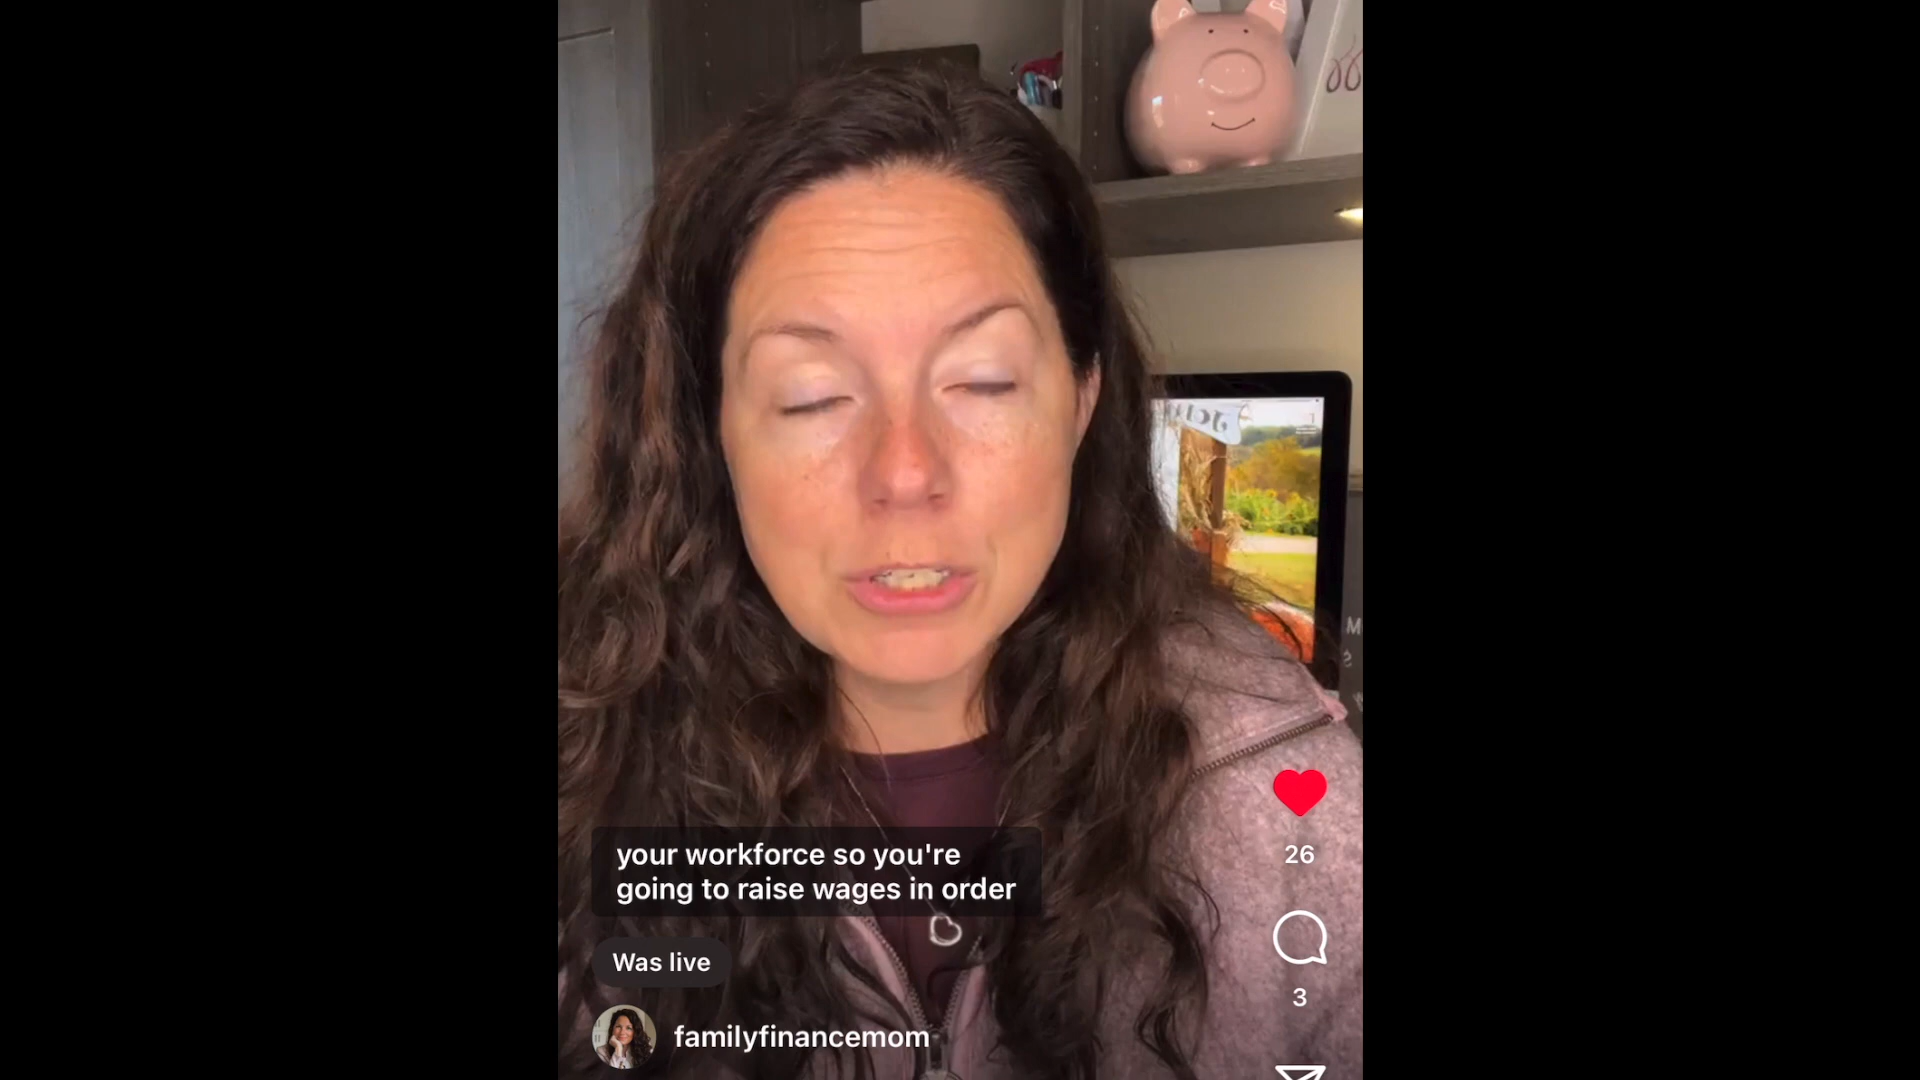 your workforce so you're
going to raise wages in order
26
Was live
3
familyfinancemom